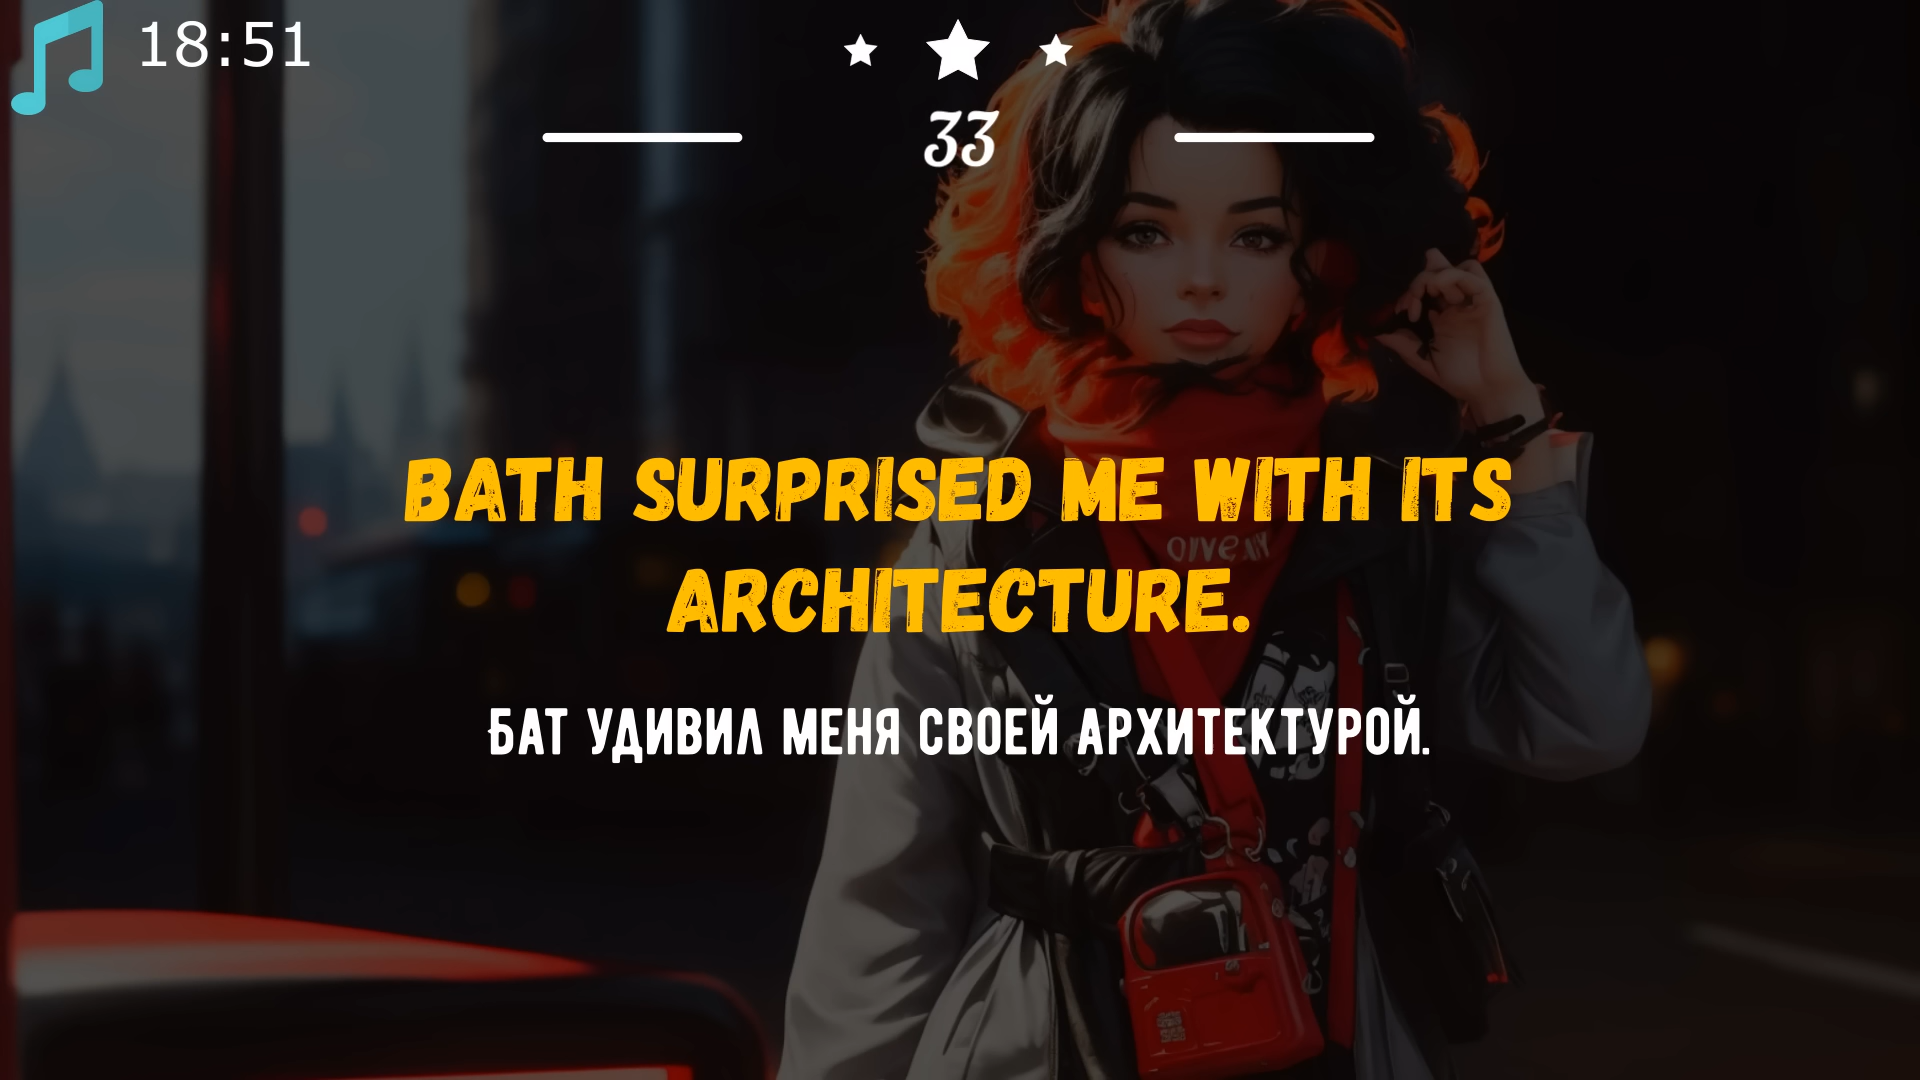 18:51
33
BATH SURPRISED ME WITH ITS
ARCHITECTURE.
БАТ УДИВИЛ МЕНЯ СВОЕЙ АРХИТЕКТУРОЙ.